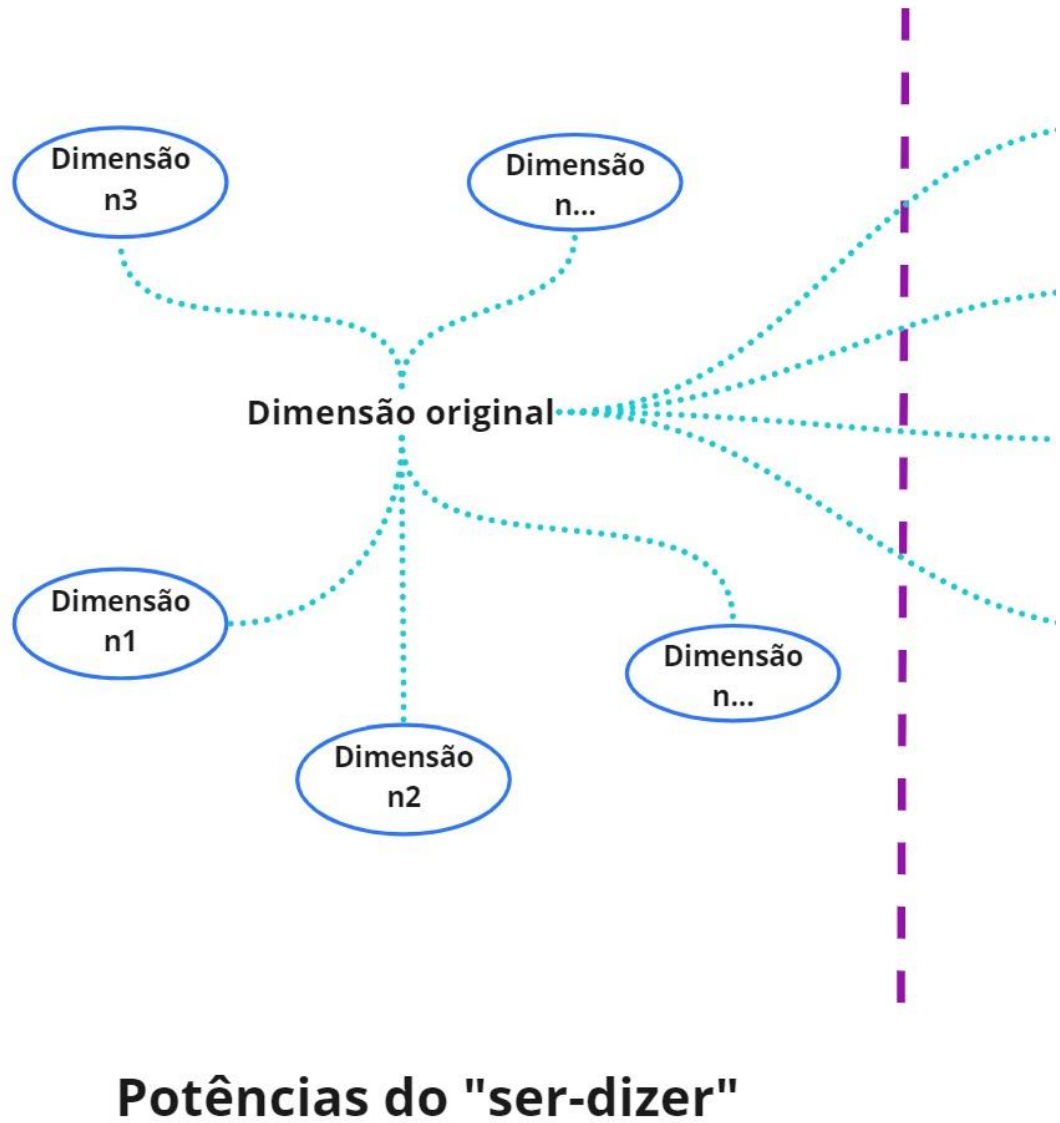 Dimensão
n3
Dimensão
n...
Dimensão original
Dimensão
n1
Dimensão
n...
Dimensão
n2
Potências do "ser-dizer"